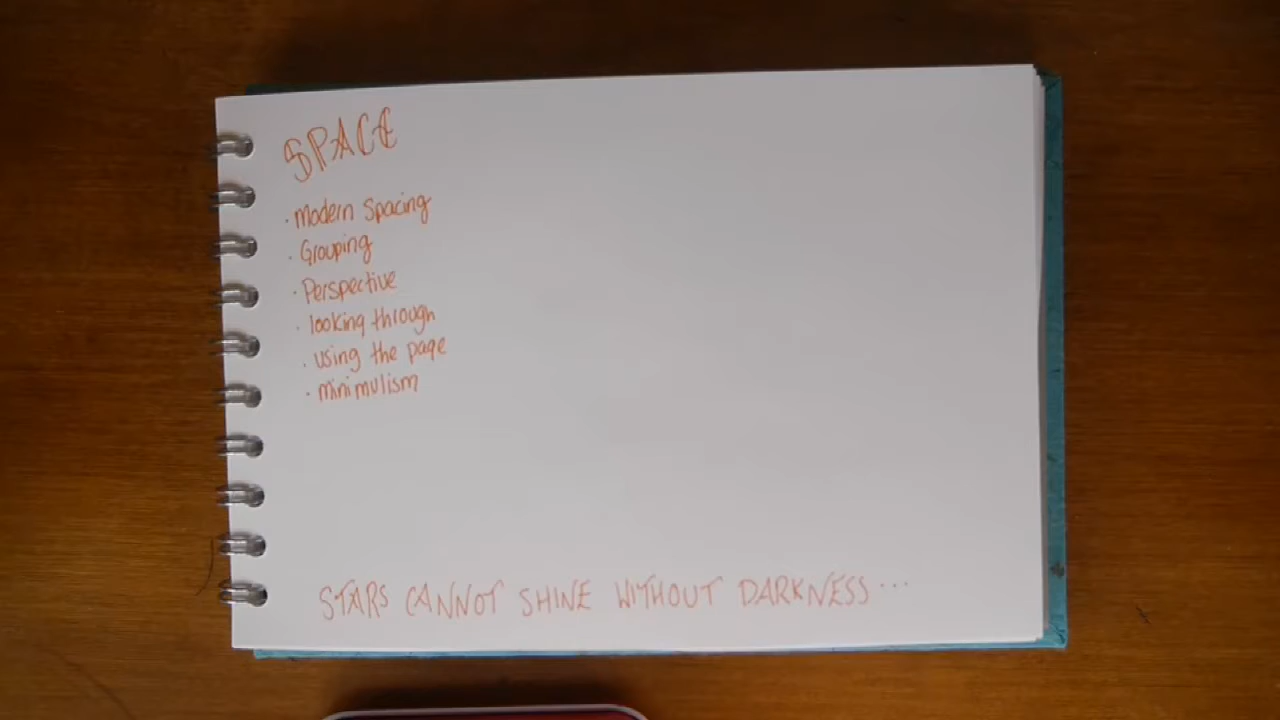 SPACE
· Modern Spacing
· Grouping
· Perspective
· looking through
· using the page
· minimulism
STARS CANNOT SHINE WITHOUT DARKNESS...